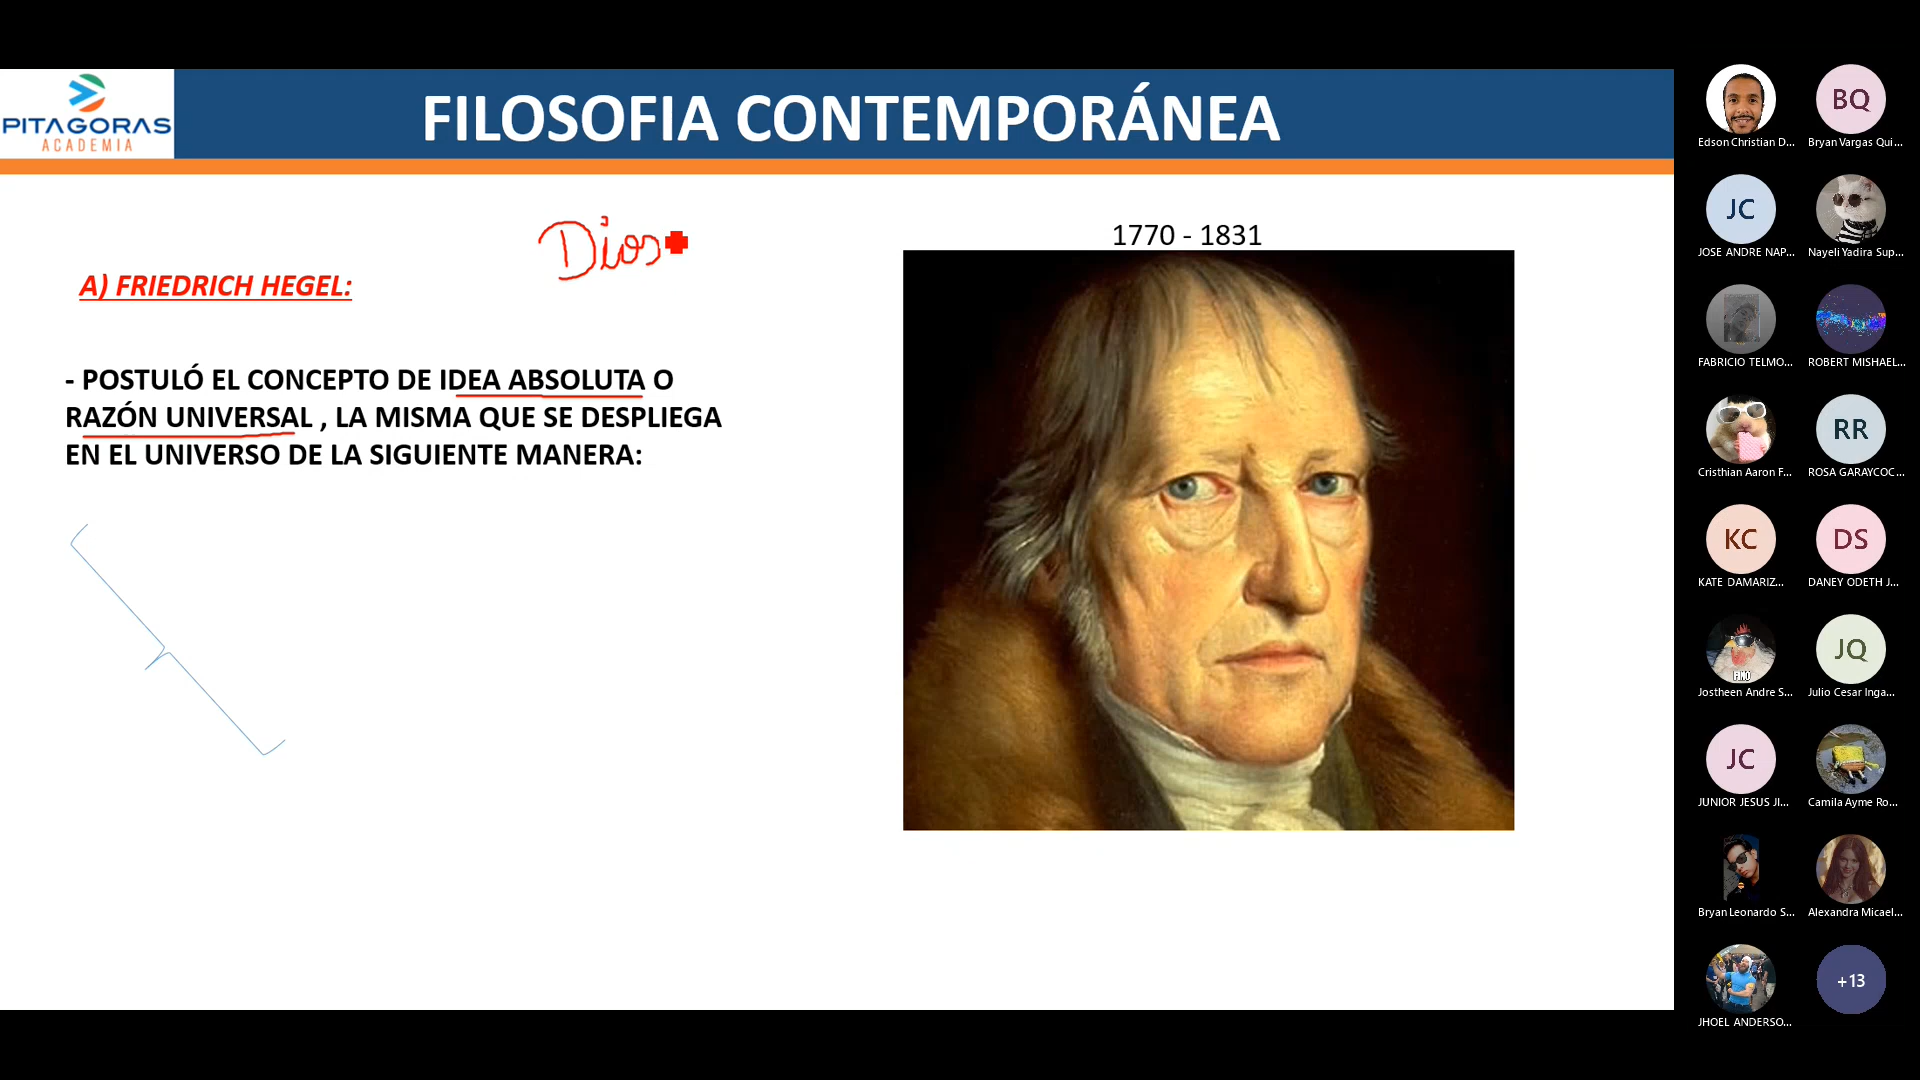 PITAGORAS
ACADEMIA
FILOSOFIA CONTEMPORÁNEA
Dios
1770 - 1831
A) FRIEDRICH HEGEL:
- POSTULÓ EL CONCEPTO DE IDEA ABSOLUTA O
RAZÓN UNIVERSAL , LA MISMA QUE SE DESPLIEGA
EN EL UNIVERSO DE LA SIGUIENTE MANERA:
Edson Christian D...
BQ
Bryan Vargas Qui...
JC
JOSE ANDRE NAP...
Nayeli Yadira Sup...
FABRICIO TELMO...
ROBERT MISHAEL...
Cristhian Aaron F...
RR
ROSA GARAYCOC...
KC
KATE DAMARIZ...
DS
DANEY ODETH J...
FINO
Jostheen Andre S...
JQ
Julio Cesar Inga...
JC
JUNIOR JESUS JI...
Camila Ayme Ro...
Bryan Leonardo S...
Alexandra Micael...
JHOEL ANDERSO...
+13